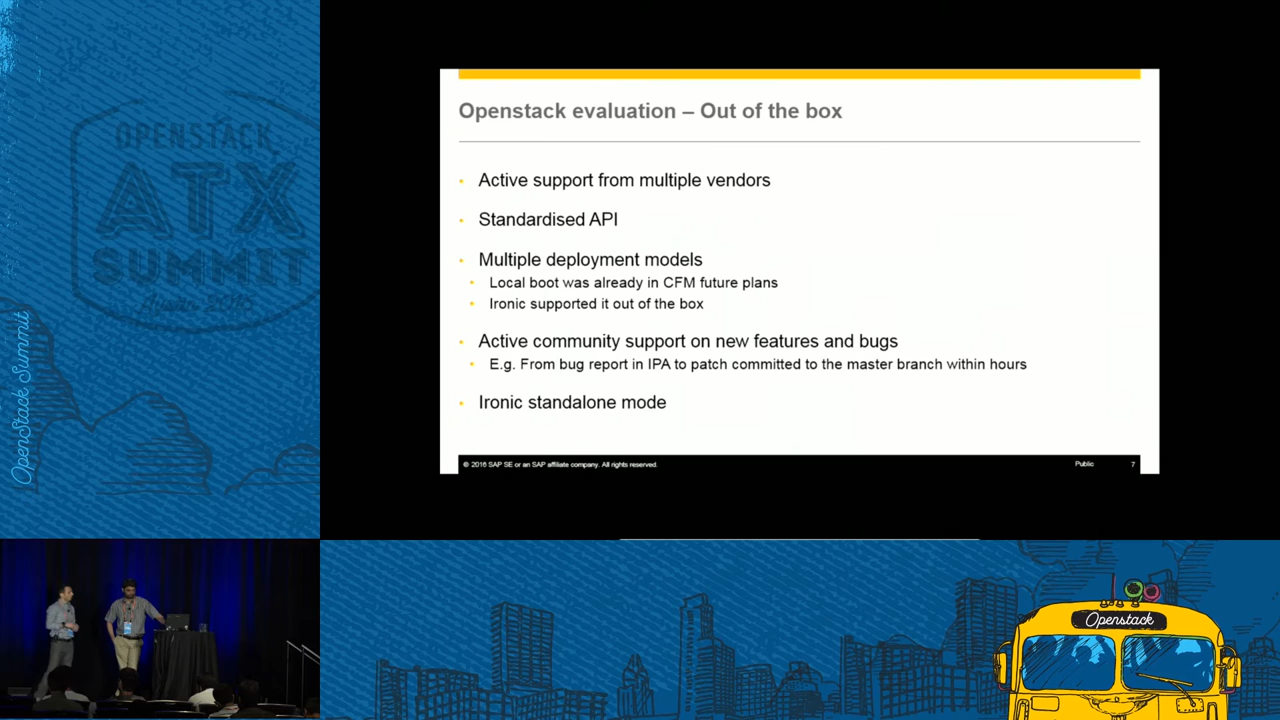 OPENSTACK
ATX
SUMMIT
Austin 2016
OpenStack Summit
Openstack evaluation – Out of the box
• Active support from multiple vendors
• Standardised API
• Multiple deployment models
• Local boot was already in CFM future plans
• Ironic supported it out of the box
• Active community support on new features and bugs
• E.g. From bug report in IPA to patch committed to the master branch within hours
• Ironic standalone mode
© 2016 SAP SE or an SAP affiliate company. All rights reserved.
Public
7
Openstack